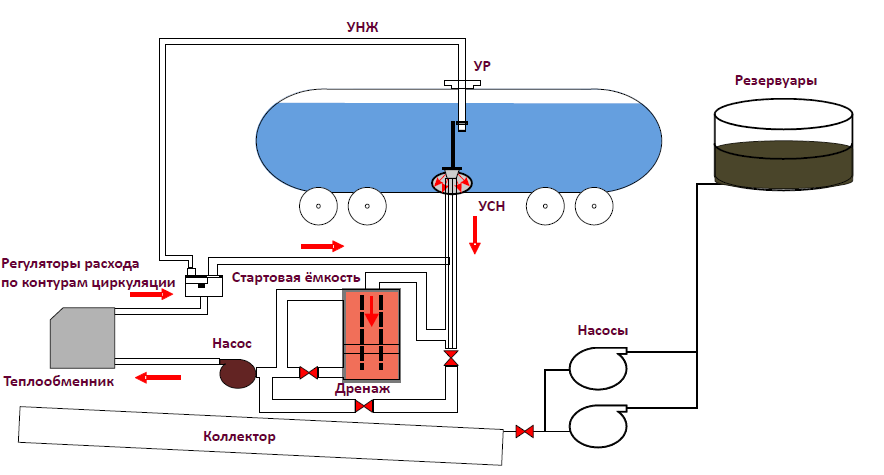 УНЖ
УР
Резервуары
УСН
Регуляторы расхода
по контурам циркуляции
Стартовая ёмкость
Насос
Насосы
Теплообменник
Дренаж
Коллектор